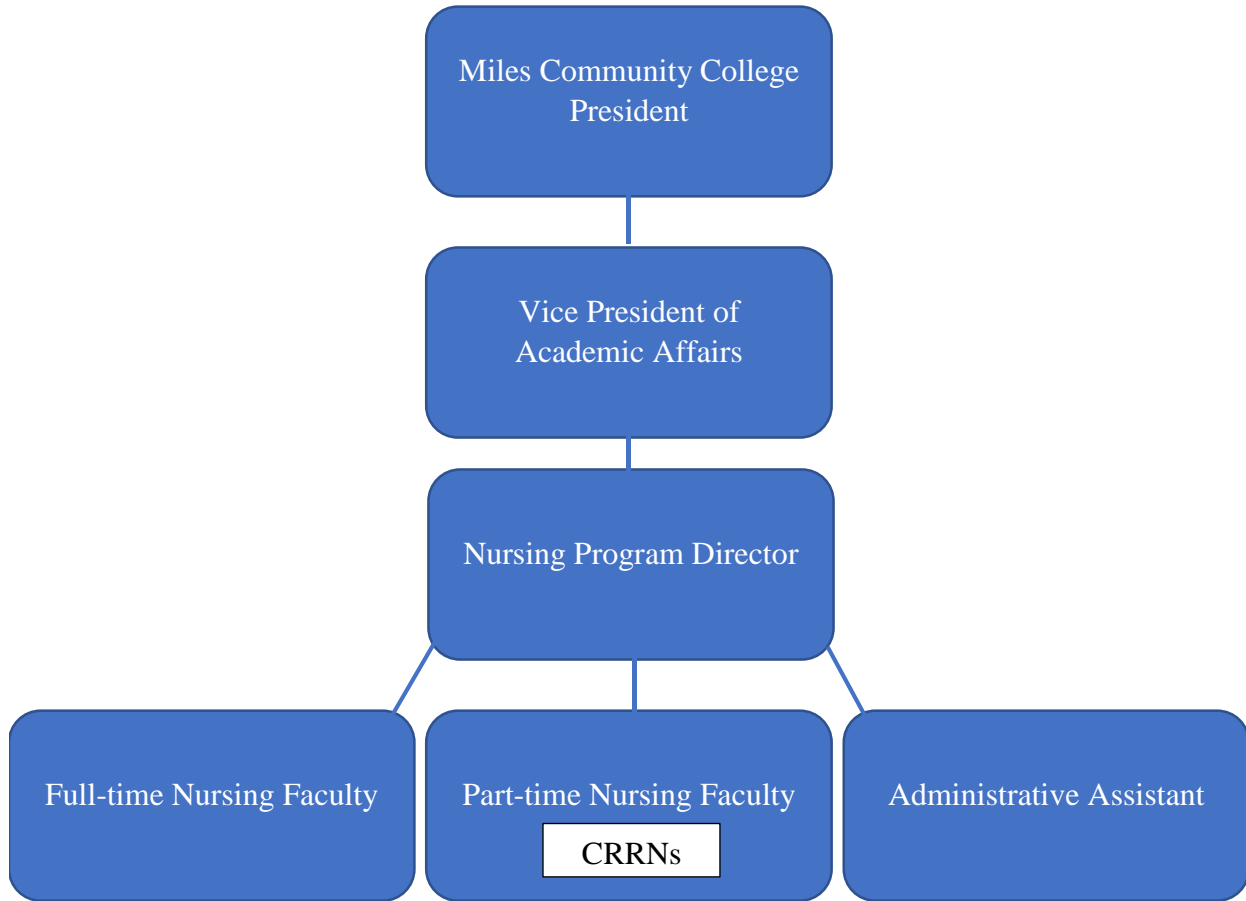 Miles Community College
President
Vice President of
Academic Affairs
Nursing Program Director
Full-time Nursing Faculty
Part-time Nursing Faculty
CRRNs
Administrative Assistant